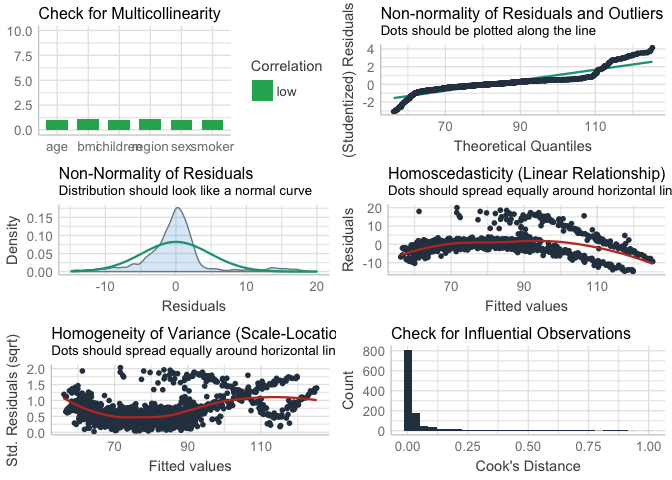 Check for Multicollinearity
10.0
7.5
5.0
2.5
0.0
age
bmi
children
region
sex
smoker
Correlation
low
Non-normality of Residuals and Outliers
Dots should be plotted along the line
(Studentized) Residuals
4
2
0
-2
70
90
110
Theoretical Quantiles
Non-Normality of Residuals
Distribution should look like a normal curve
Density
0.15
0.10
0.05
0.00
-10
0
10
20
Residuals
Homoscedasticity (Linear Relationship)
Dots should spread equally around horizontal lin
Residuals
20
10
0
-10
70
90
110
Fitted values
Homogeneity of Variance (Scale-Locatio
Dots should spread equally around horizontal lin
Std. Residuals (sqrt)
2.0
1.5
1.0
0.5
0.0
70
90
110
Fitted values
Check for Influential Observations
Count
800
600
400
200
0
0.00
0.25
0.50
0.75
1.00
Cook's Distance